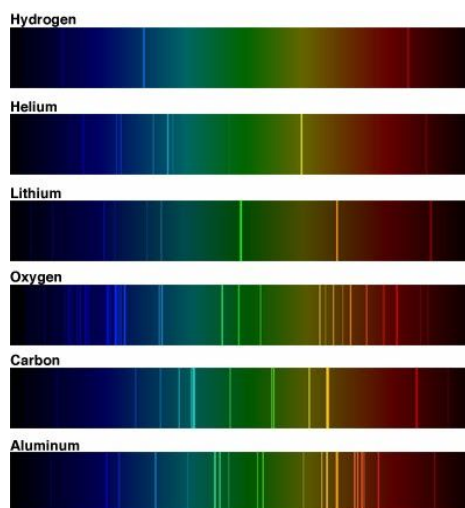 Hydrogen
Helium
Lithium
Oxygen
Carbon
Aluminum